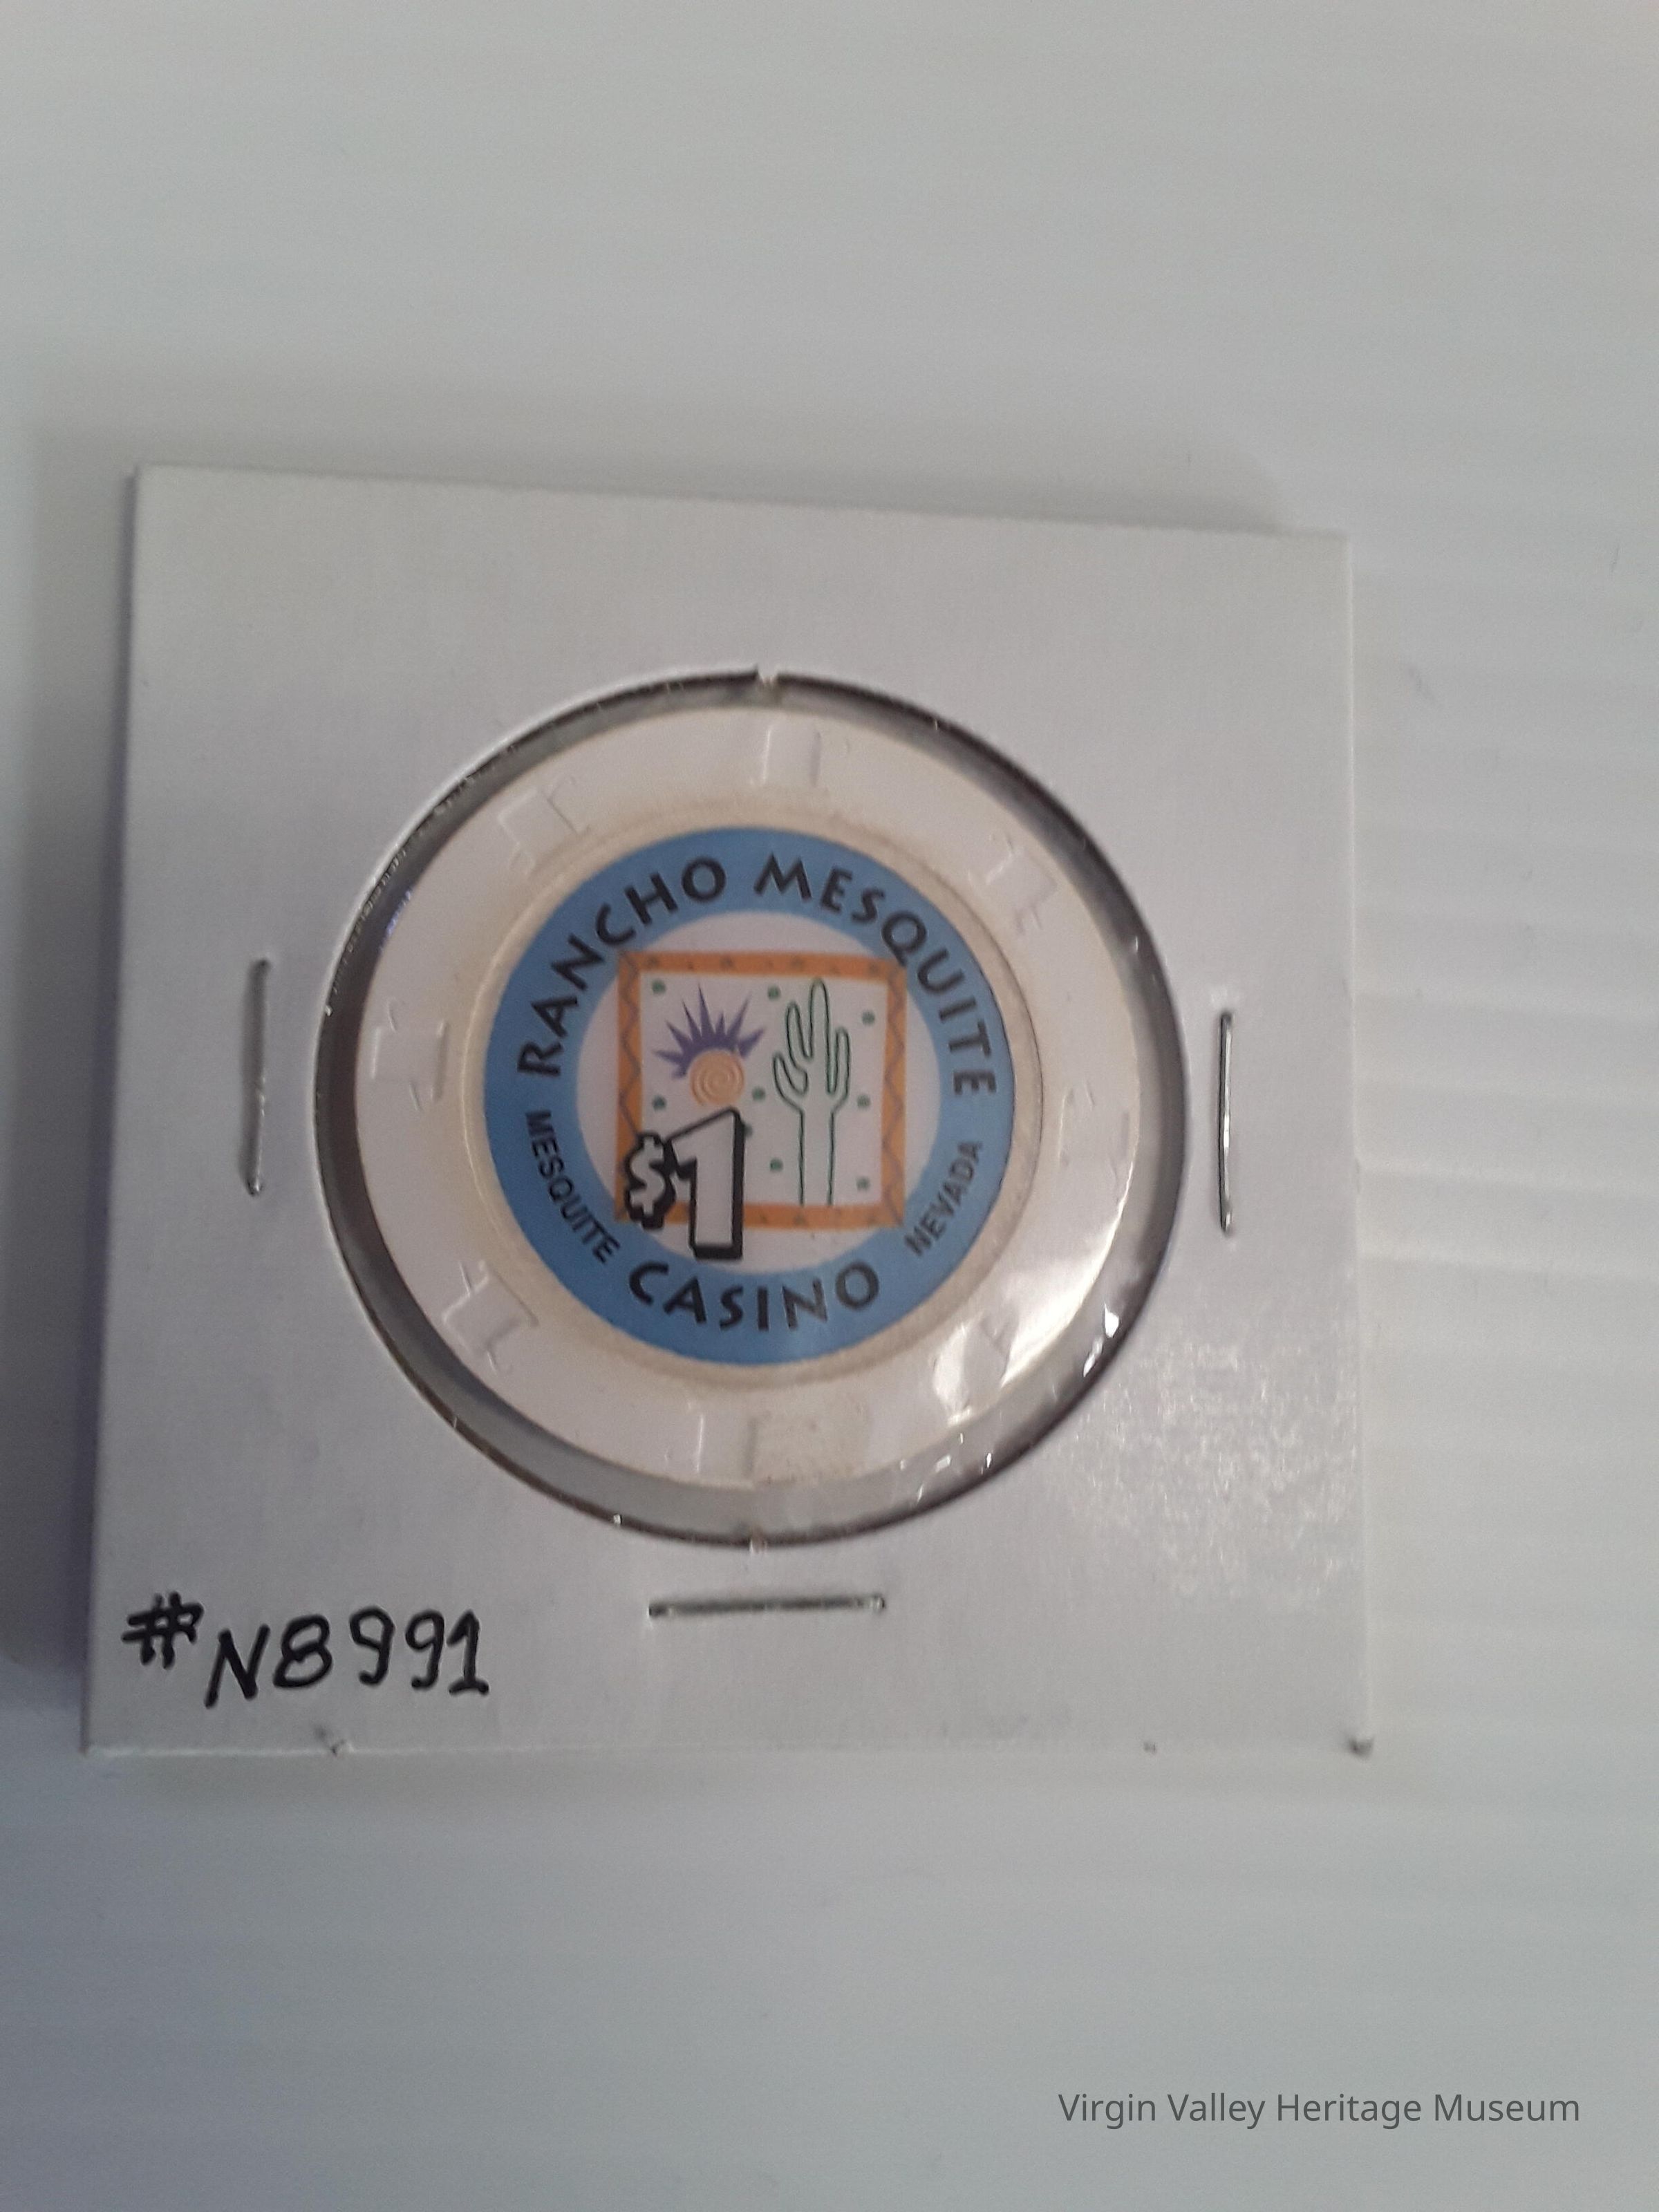 RANCHO MESQUITE
$1
MESQUITE
CASINO
NEVADA
#N8991
Virgin Valley Heritage Museum